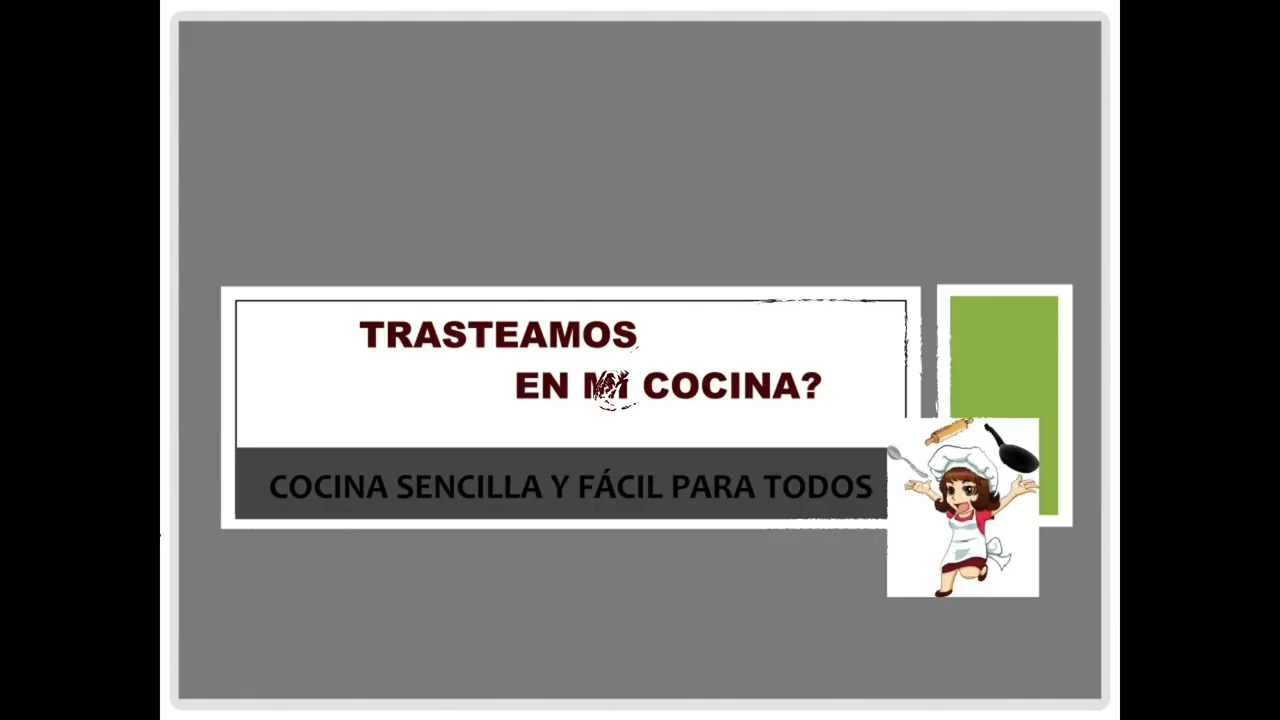 TRASTEAMOS
EN MI COCINA?
COCINA SENCILLA Y FÁCIL PARA TODOS